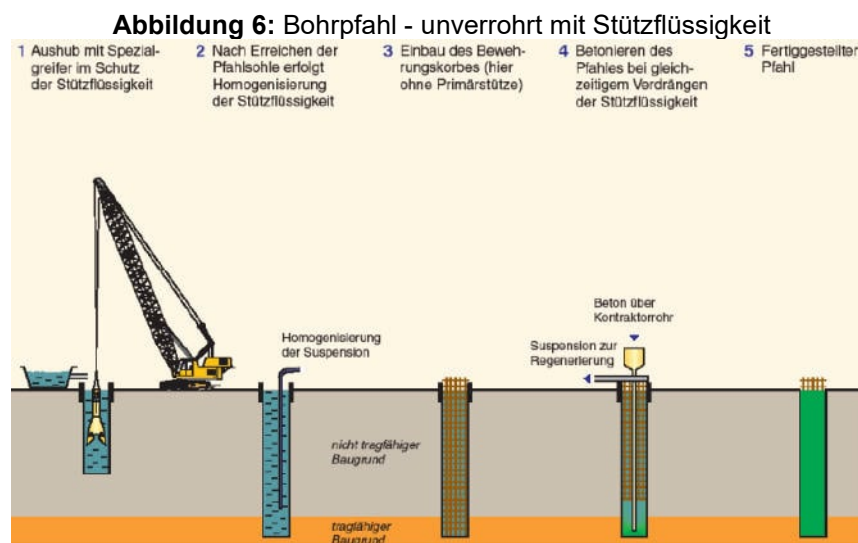 Abbildung 6: Bohrpfahl - unverrohrt mit Stützflüssigkeit
1 Aushub mit Spezial-
greifer im Schutz
der Stützflüssigkeit
2 Nach Erreichen der
Pfahlsohle erfolgt
Homogenisierung
der Stützflüssigkeit
3 Einbau des Beweh-
rungskorbes (hier
ohne Primärstütze)
4 Betonieren des
Pfahles bei gleich-
zeitigem Verdrängen
der Stützflüssigkeit
5 Fertiggestellter
Pfahl
Homogenisierung
der Suspension
Beton über
Kontraktorrohr
Suspension zur
Regenerierung
nicht tragfähiger
Baugrund
tragfähiger
Baugrund